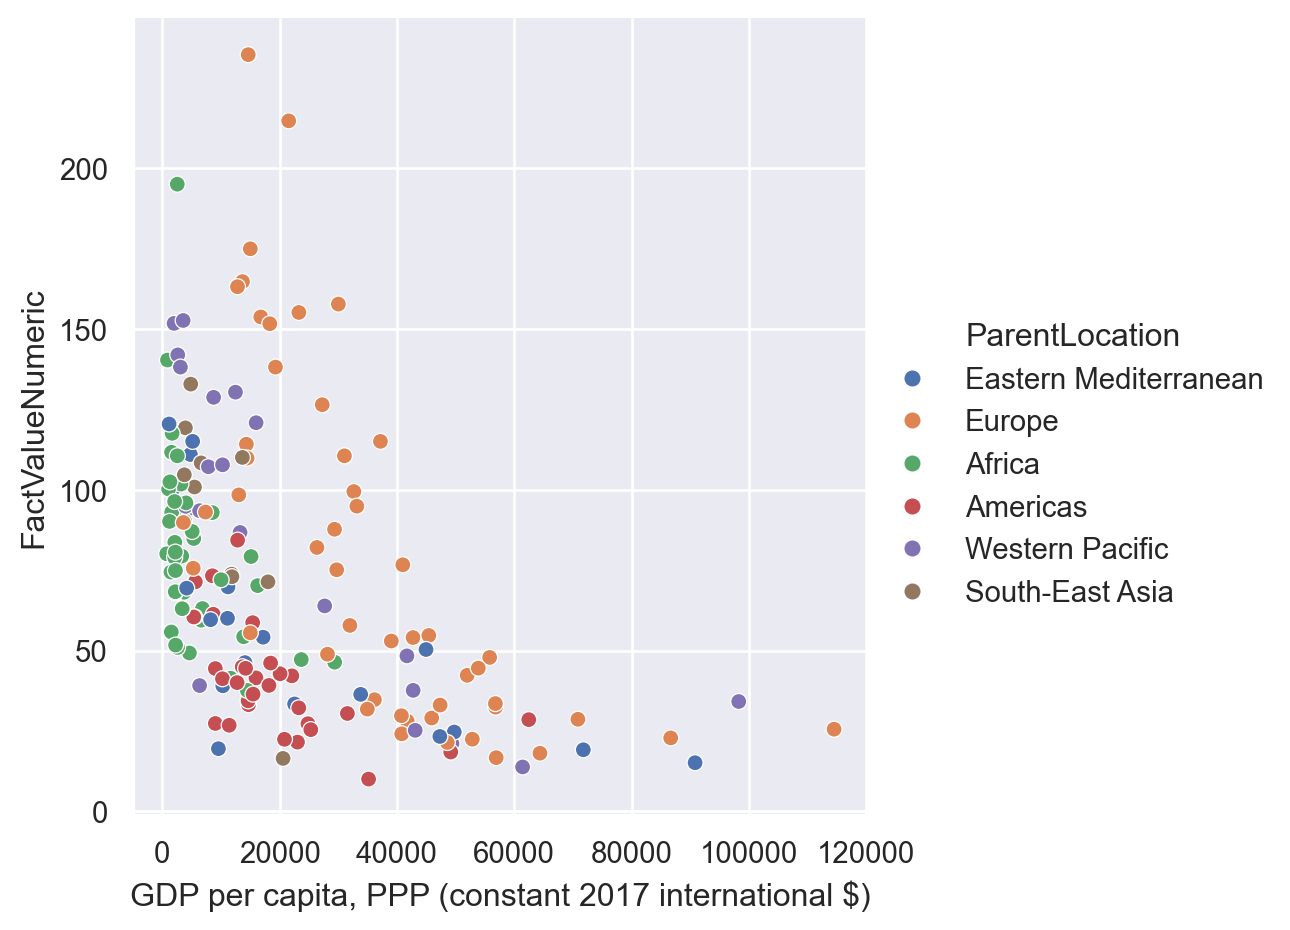 200
150
100
50
0
FactValueNumeric
0 20000 40000 60000 80000 100000 120000
GDP per capita, PPP (constant 2017 international $)
ParentLocation
Eastern Mediterranean
Europe
Africa
Americas
Western Pacific
South-East Asia